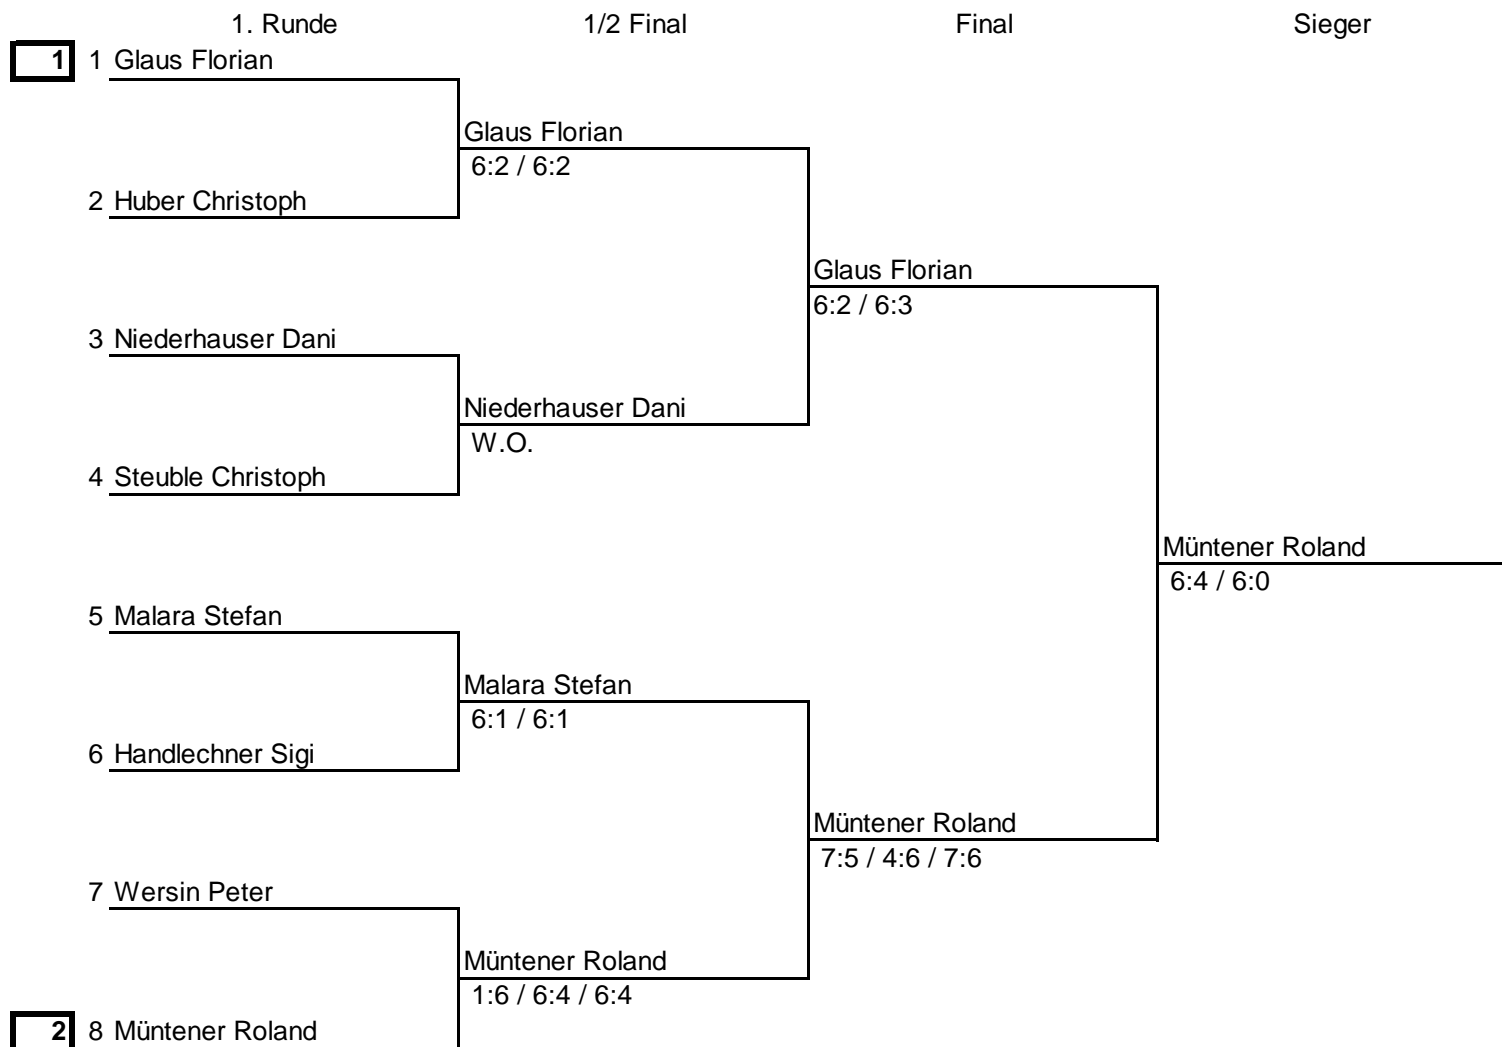 1. Runde 1/2 Final Final Sieger
1 1 Glaus Florian
Glaus Florian
6:2 / 6:2
2 Huber Christoph
Glaus Florian
6:2 / 6:3
3 Niederhauser Dani
Niederhauser Dani
W.O.
4 Steuble Christoph
Müntener Roland
6:4 / 6:0
5 Malara Stefan
Malara Stefan
6:1 / 6:1
6 Handlechner Sigi
Müntener Roland
7:5 / 4:6 / 7:6
7 Wersin Peter
Müntener Roland
1:6 / 6:4 / 6:4
2 8 Müntener Roland